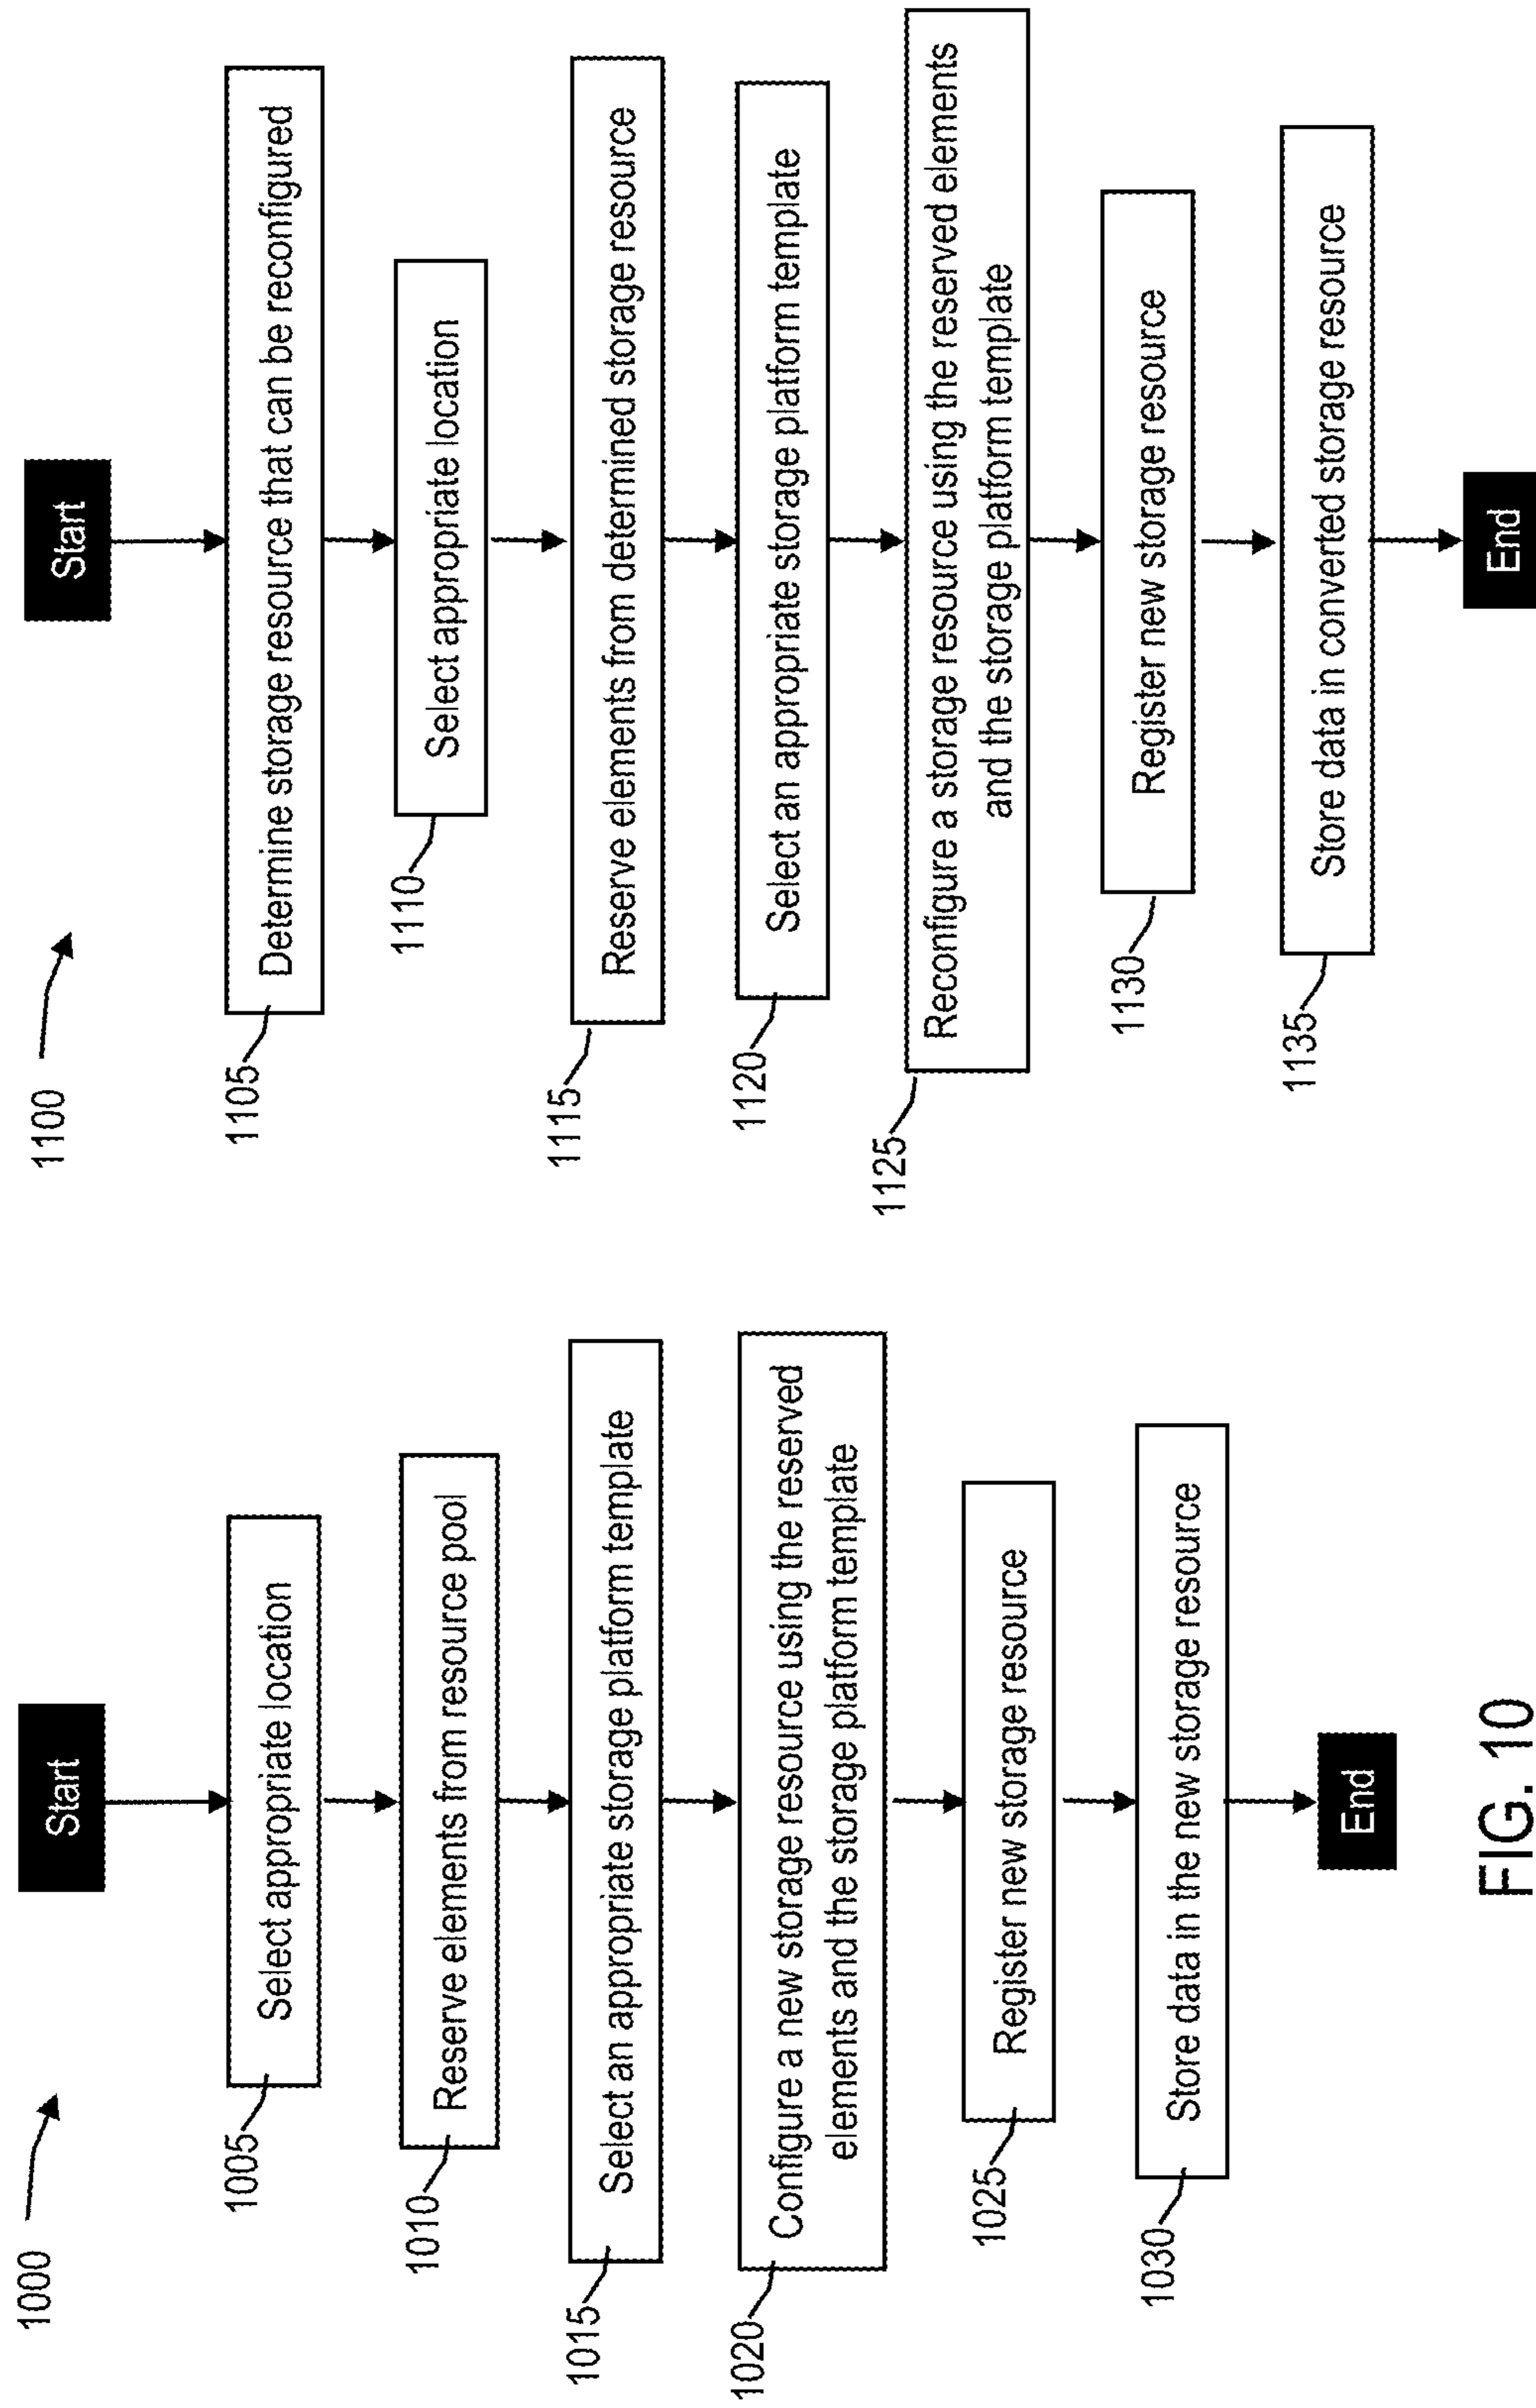 1000
Start
1005
Select appropriate location
1010
Reserve elements from resource pool
1015
Select an appropriate storage platform template
1020
Configure a new storage resource using the reserved
elements and the storage platform template
1025
Register new storage resource
1030
Store data in the new storage resource
End
FIG. 10
1100
Start
1105
Determine storage resource that can be reconfigured
1110
Select appropriate location
1115
Reserve elements from determined storage resource
1120
Select an appropriate storage platform template
1125
Reconfigure a storage resource using the reserved elements
and the storage platform template
1130
Register new storage resource
1135
Store data in converted storage resource
End